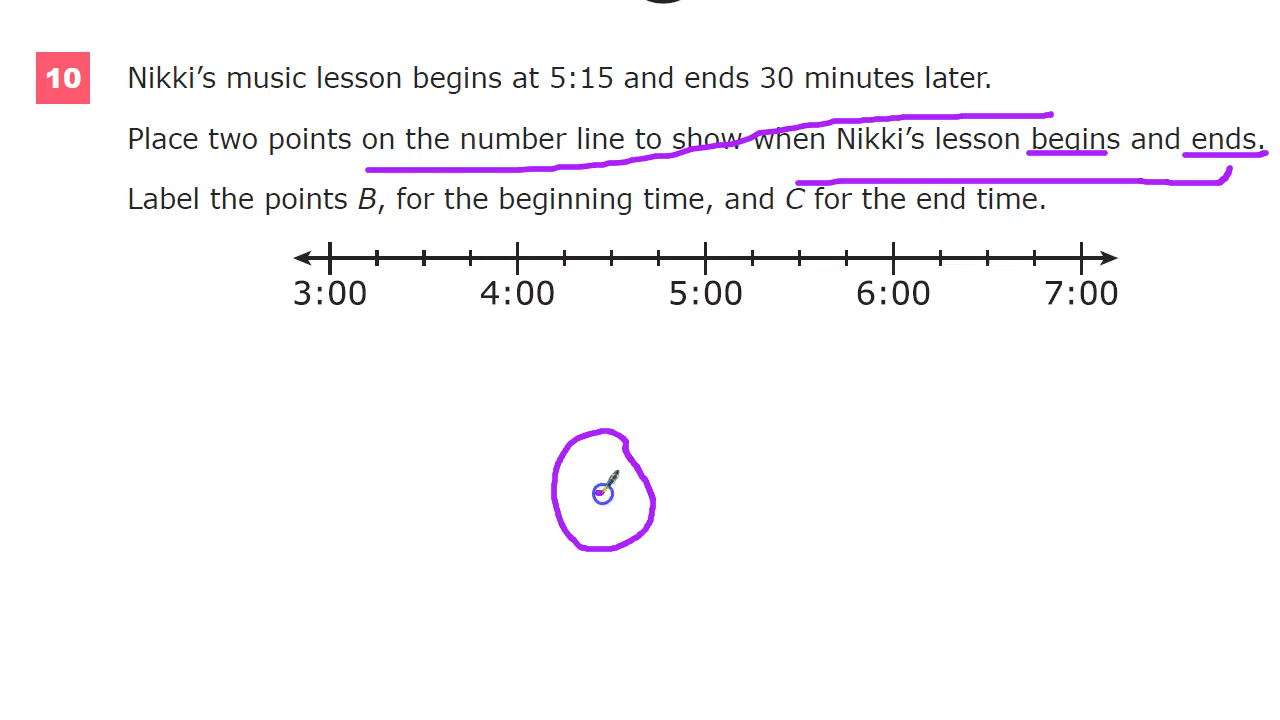 10 Nikki's music lesson begins at 5:15 and ends 30 minutes later.
Place two points on the number line to show when Nikki's lesson begins and ends.
Label the points B, for the beginning time, and C for the end time.
3:00 4:00 5:00 6:00 7:00